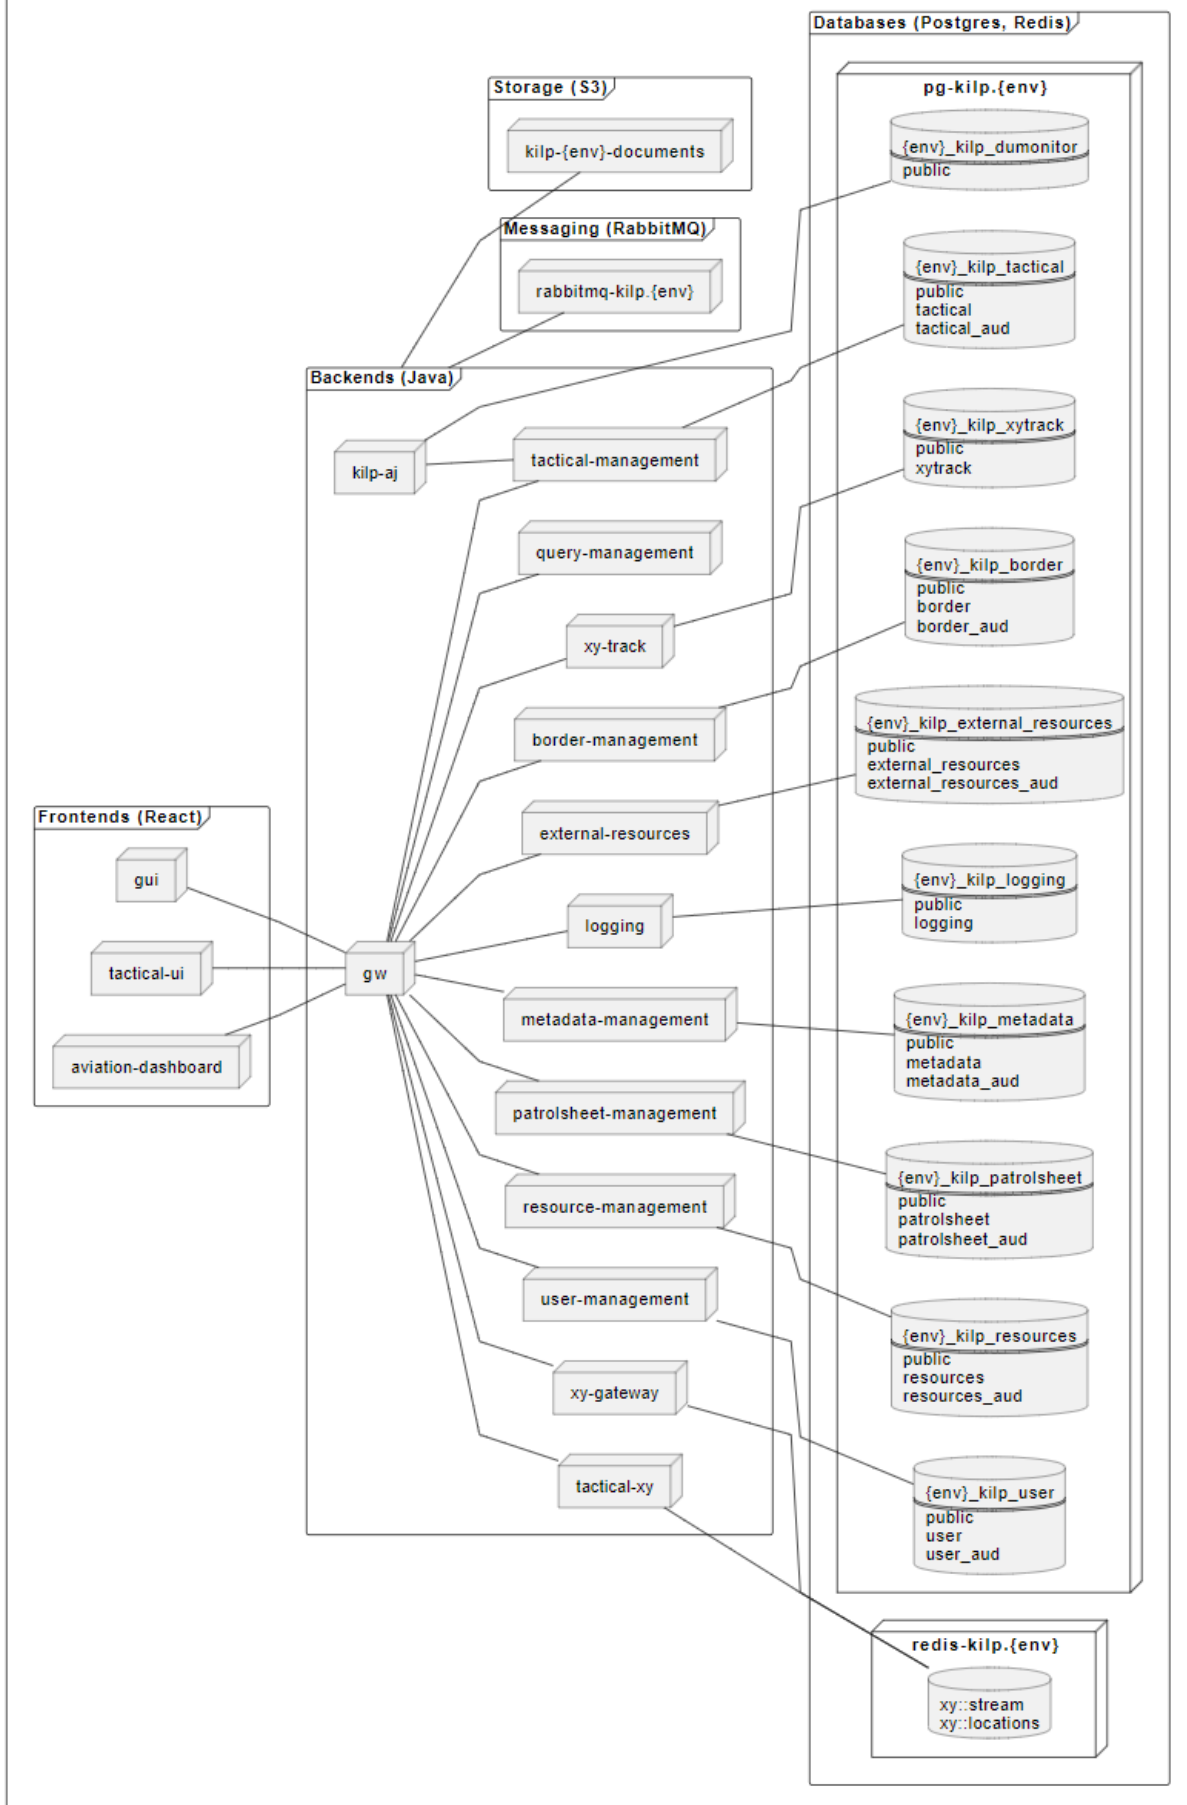 Databases (Postgres, Redis)
pg-kilp.{env}
{env}_kilp_dumonitor
public
{env}_kilp_tactical
public
tactical
tactical_aud
{env}_kilp_xytrack
public
xytrack
{env}_kilp_border
public
border
border_aud
{env}_kilp_external_resources
public
external_resources
external_resources_aud
{env}_kilp_logging
public
logging
{env}_kilp_metadata
public
metadata
metadata_aud
{env}_kilp_patrolsheet
public
patrolsheet
patrolsheet_aud
{env}_kilp_resources
public
resources
resources_aud
{env}_kilp_user
public
user
user_aud
redis-kilp.{env}
xy::stream
xy::locations
Storage (S3)
kilp-{env}-documents
Messaging (RabbitMQ)
rabbitmq-kilp.{env}
Backends (Java)
kilp-aj
tactical-management
query-management
xy-track
border-management
external-resources
logging
gw
metadata-management
patrolsheet-management
resource-management
user-management
xy-gateway
tactical-xy
Frontends (React)
gui
tactical-ui
aviation-dashboard